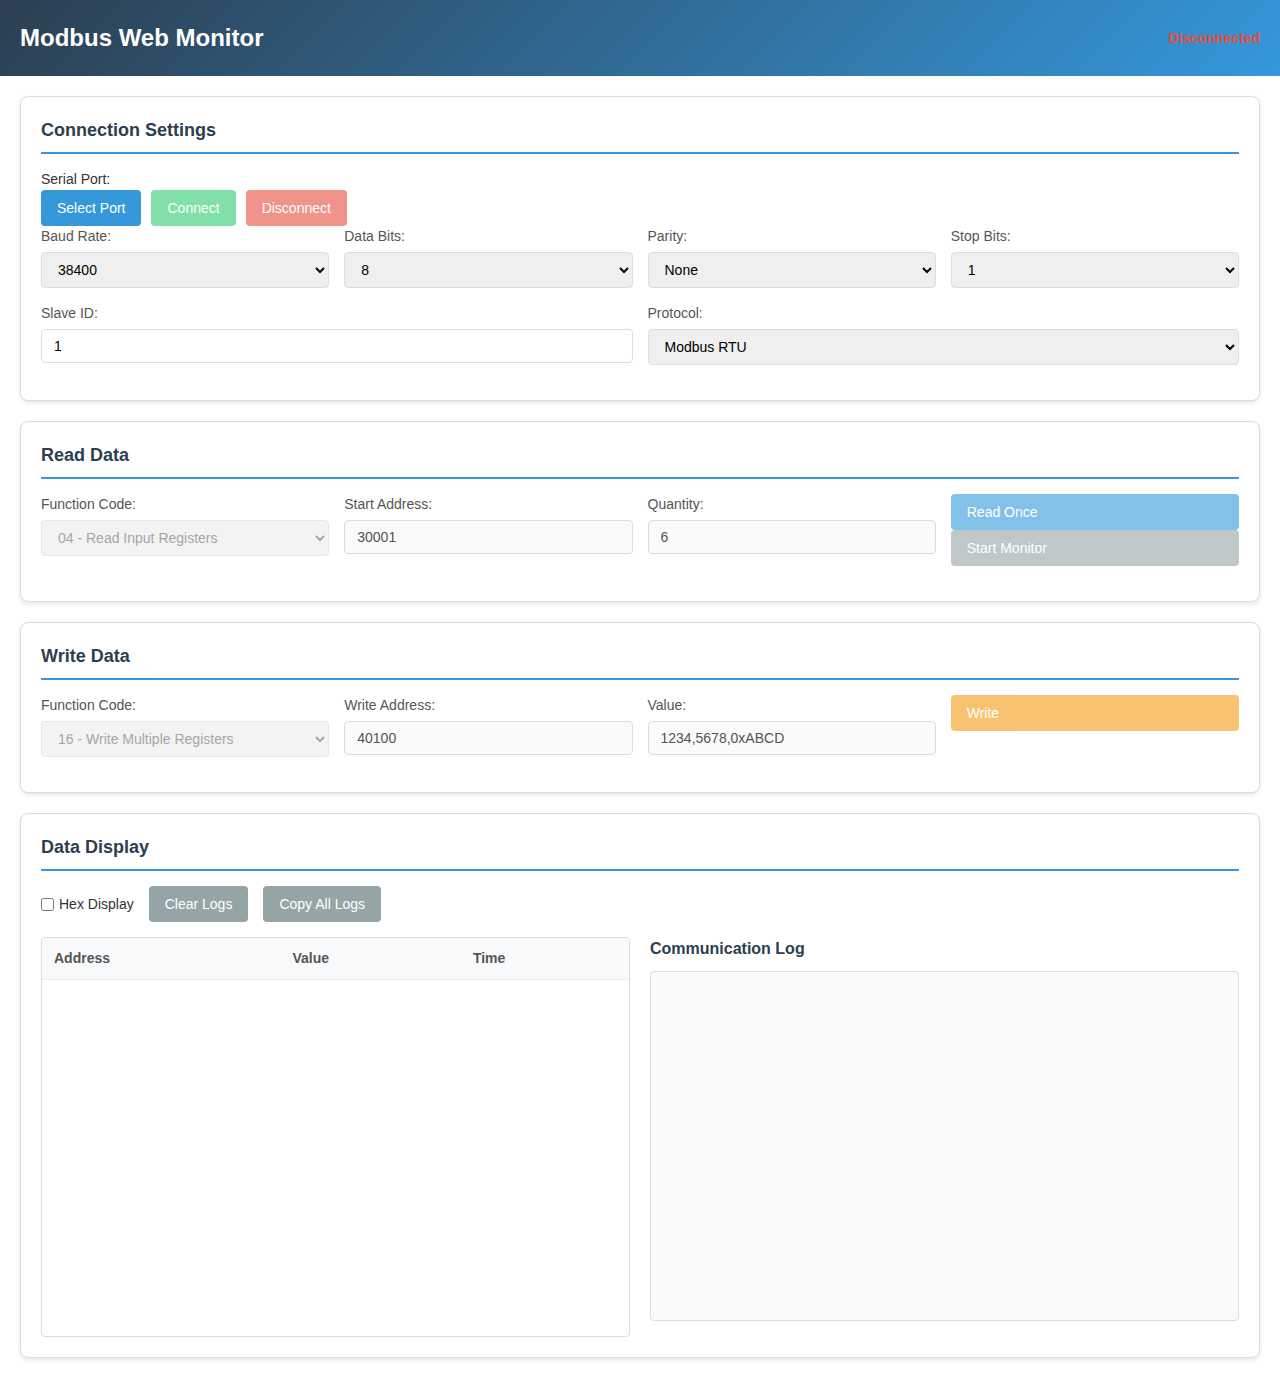 Modbus Web Monitor
Disconnected
Connection Settings
Serial Port:
Select Port Connect Disconnect
Baud Rate: Data Bits: Parity: Stop Bits:
38400 8 None 1
Slave ID: Protocol:
1 Modbus RTU
Read Data
Function Code: Start Address: Quantity:
04 - Read Input Registers 30001 6
Read Once
Start Monitor
Write Data
Function Code: Write Address: Value:
16 - Write Multiple Registers 40100 1234,5678,0xABCD
Write
Data Display
Hex Display Clear Logs Copy All Logs
Address Value Time
Communication Log